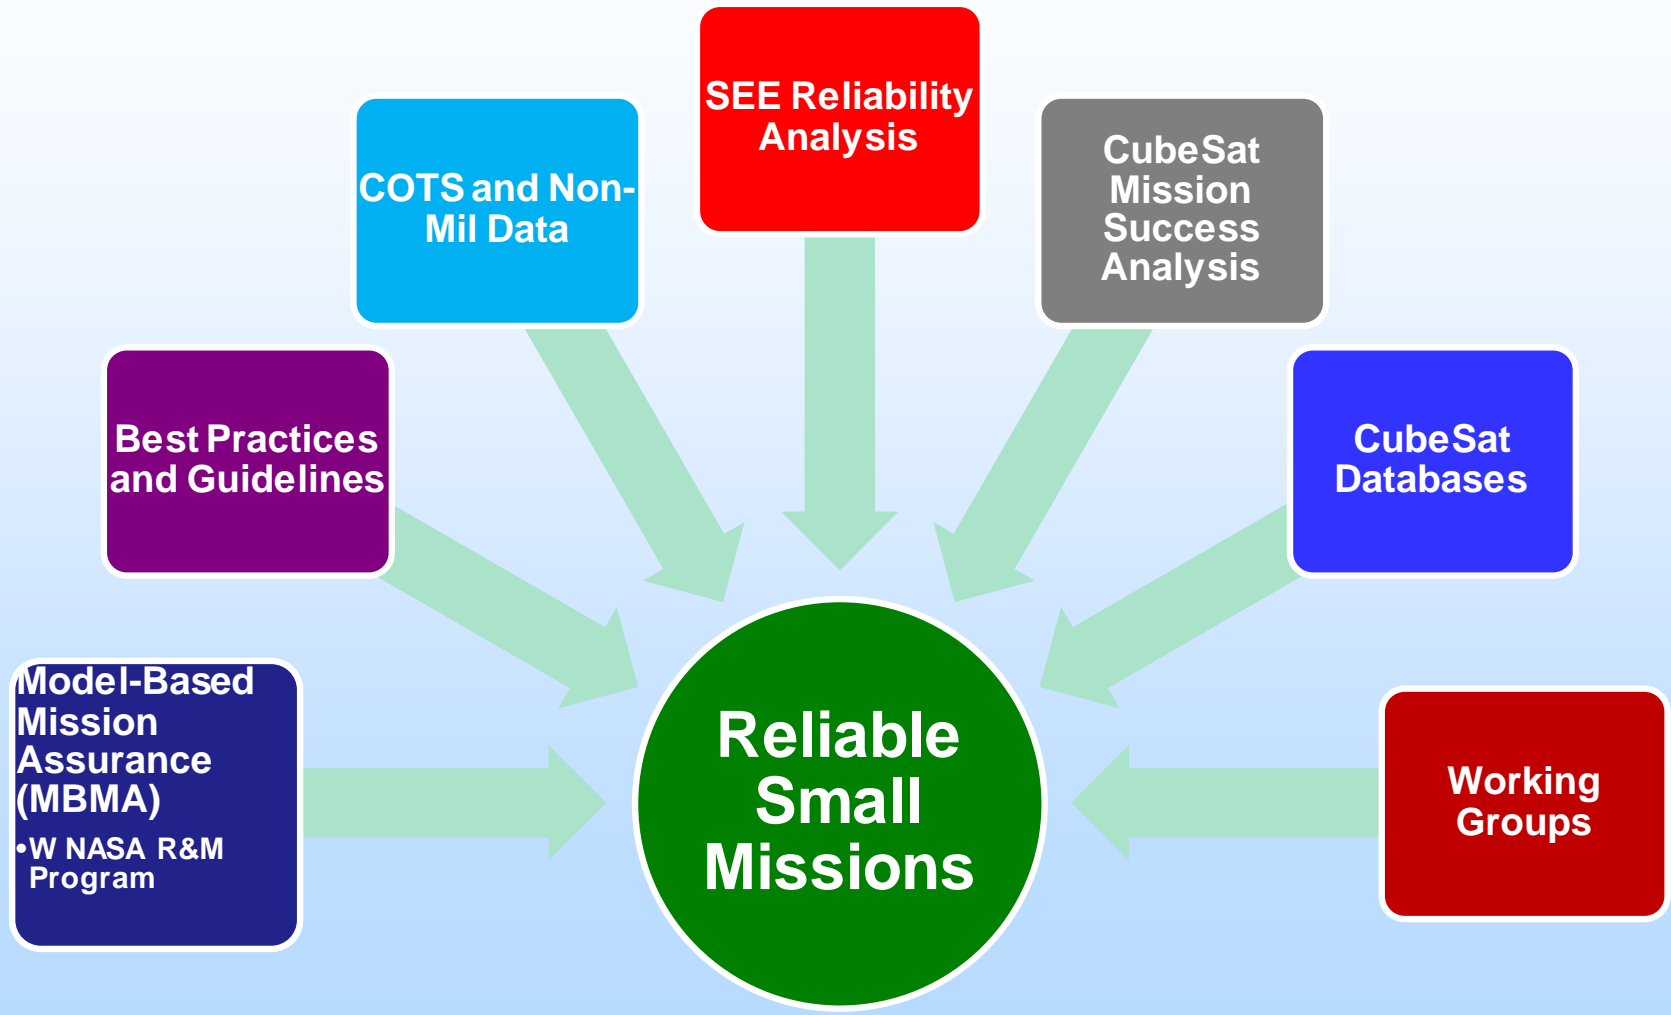 SEE Reliability
Analysis
COTS and Non-
Mil Data
CubeSat
Mission
Success
Analysis
Best Practices
and Guidelines
CubeSat
Databases
Model-Based
Mission
Assurance
(MBMA)
•W NASA R&M
Program
Reliable
Small
Missions
Working
Groups